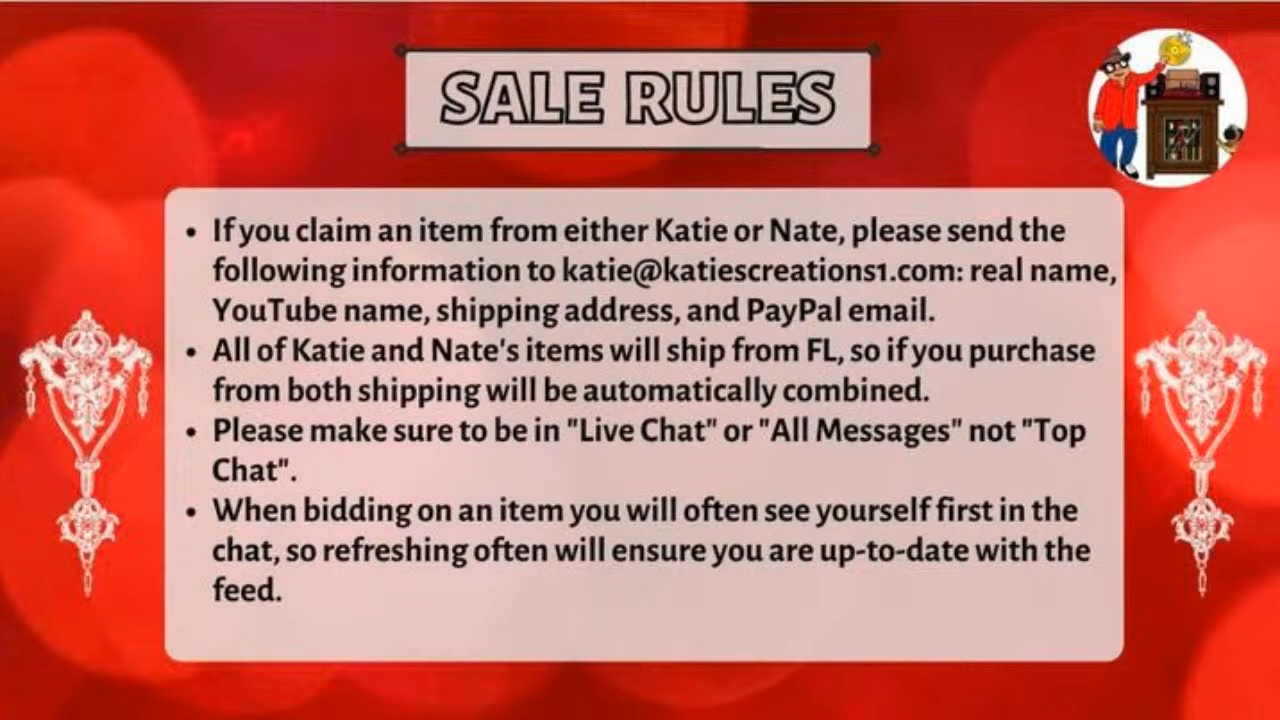 SALE RULES
• If you claim an item from either Katie or Nate, please send the
following information to katie@katiescreations1.com: real name,
YouTube name, shipping address, and PayPal email.
• All of Katie and Nate's items will ship from FL, so if you purchase
from both shipping will be automatically combined.
• Please make sure to be in "Live Chat" or "All Messages" not "Top
Chat".
• When bidding on an item you will often see yourself first in the
chat, so refreshing often will ensure you are up-to-date with the
feed.